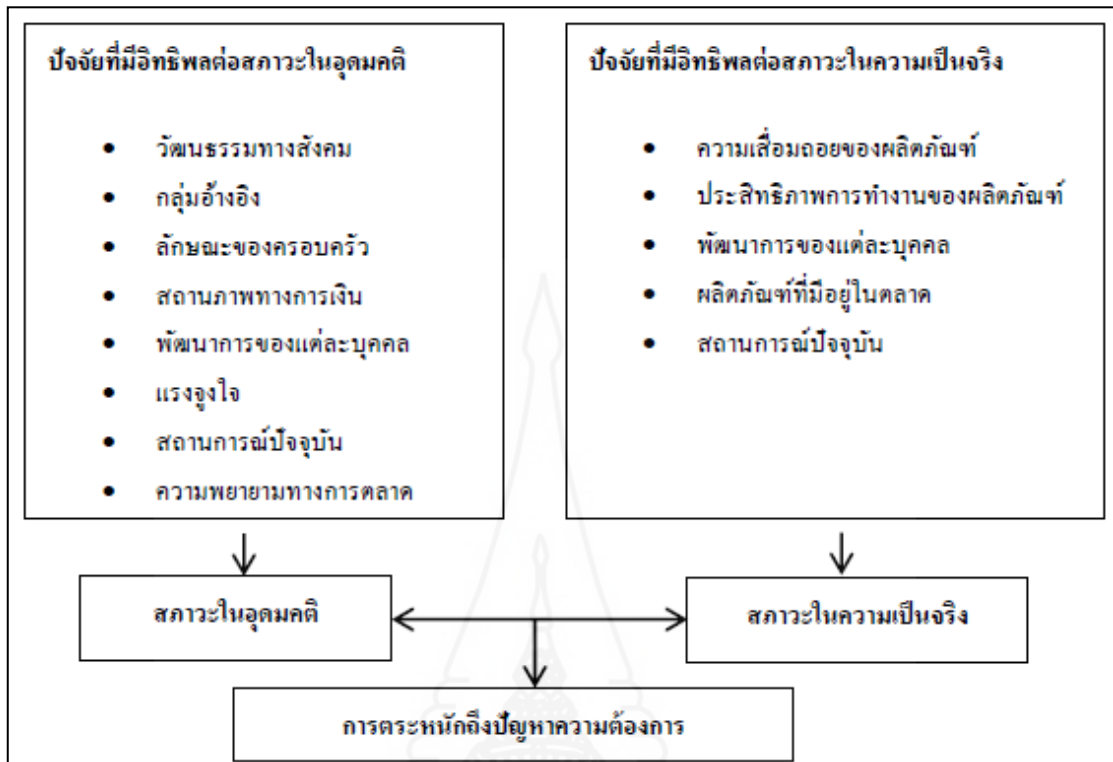 ปัจจัยที่มีอิทธิพลต่อสภาวะในอุดมคติ
• วัฒนธรรมทางสังคม
• กลุ่มอ้างอิง
• ลักษณะของครอบครัว
• สถานภาพทางการเงิน
• พัฒนาการของแต่ละบุคคล
• แรงจูงใจ
• สถานการณ์ปัจจุบัน
• ความพยายามทางการตลาด
ปัจจัยที่มีอิทธิพลต่อสภาวะในความเป็นจริง
• ความเสื่อมถอยของผลิตภัณฑ์
• ประสิทธิภาพการทำงานของผลิตภัณฑ์
• พัฒนาการของแต่ละบุคคล
• ผลิตภัณฑ์ที่มีอยู่ในตลาด
• สถานการณ์ปัจจุบัน
สภาวะในอุดมคติ
สภาวะในความเป็นจริง
การตระหนักถึงปัญหาความต้องการ